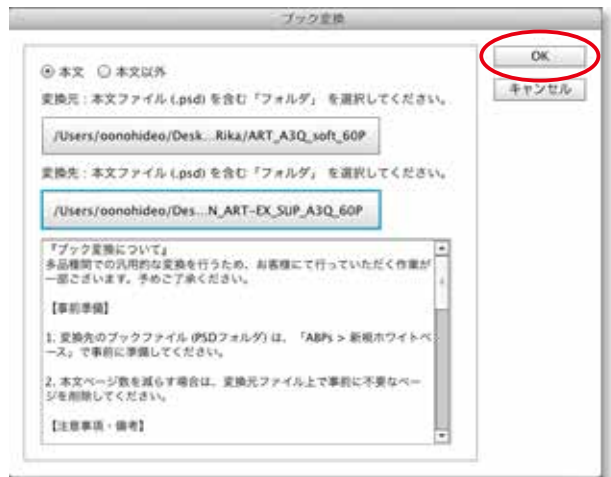 ブック変換
本文 本文以外
変換元：本文ファイル (.psd) を含む「フォルダ」 を選択してください。
/Users/oonohideo/Desk...Rika/ART_A3Q_soft_60P
変換先：本文ファイル (.psd) を含む「フォルダ」 を選択してください。
/Users/oonohideo/Des...N_ART-EX_SUP_A3Q_60P
『ブック変換について』
多品種間での汎用的な変換を行うため、お客様にて行っていただく作業が
一部ございます。予めご了承ください。
【事前準備】
1. 変換先のブックファイル (PSDフォルダ) は、「ABPs > 新規ホワイトベ
ース」で事前に準備してください。
2. 本文ページ数を減らす場合は、変換元ファイル上で事前に不要なペー
ジを削除してください。
【注意事項・備考】
OK
キャンセル